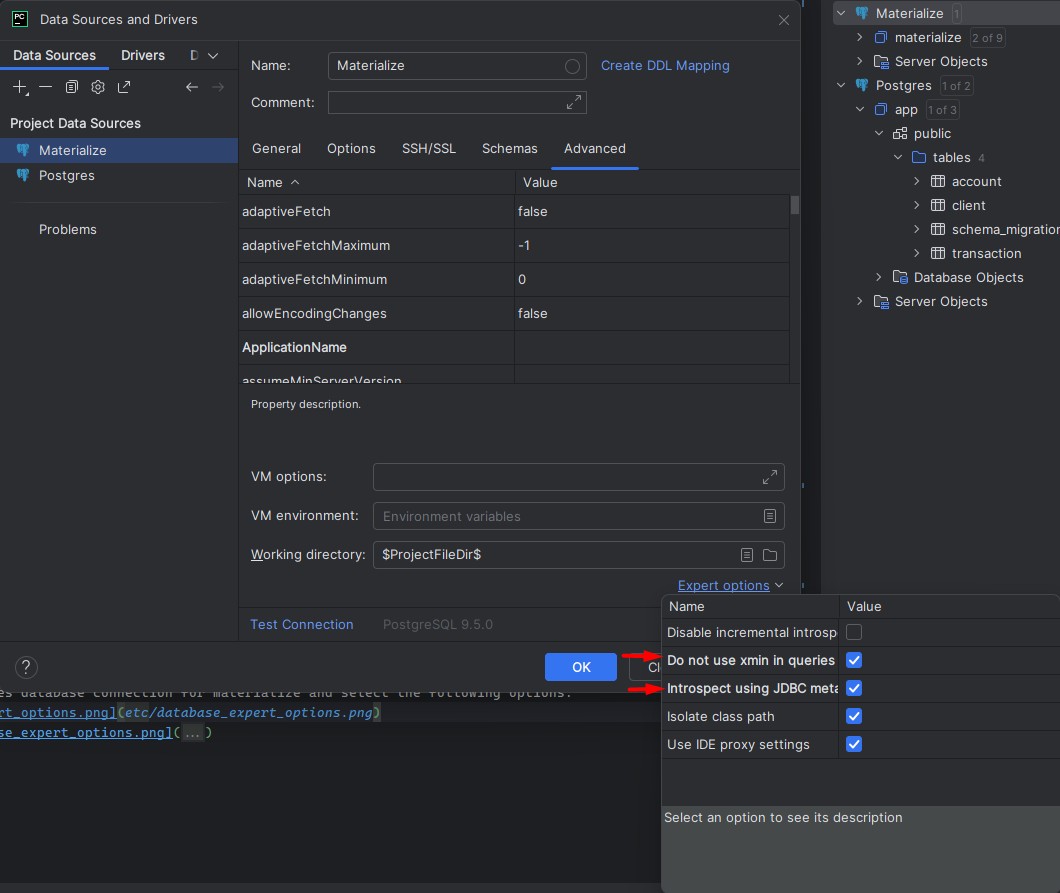 PC Data Sources and Drivers
Data Sources Drivers D
Project Data Sources
Materialize
Postgres
Problems
Name: Materialize Create DDL Mapping
Comment:
General Options SSH/SSL Schemas Advanced
Name Value
adaptiveFetch false
adaptiveFetchMaximum -1
adaptiveFetchMinimum 0
allowEncodingChanges false
ApplicationName
assumeMinServerVersion
Property description.
VM options:
VM environment: Environment variables
Working directory: $ProjectFileDir$
Expert options
Test Connection PostgreSQL 9.5.0
? OK Cl
es database connection for materialize and select the following options:
rt_options.png](etc/database_expert_options.png)
se_expert_options.png](...)
Materialize 1
materialize 2 of 9
Server Objects
Postgres 1 of 2
app 1 of 3
public
tables 4
account
client
schema_migration
transaction
Database Objects
Server Objects
Name Value
Disable incremental introsp
Do not use xmin in queries
Introspect using JDBC meta
Isolate class path
Use IDE proxy settings
Select an option to see its description